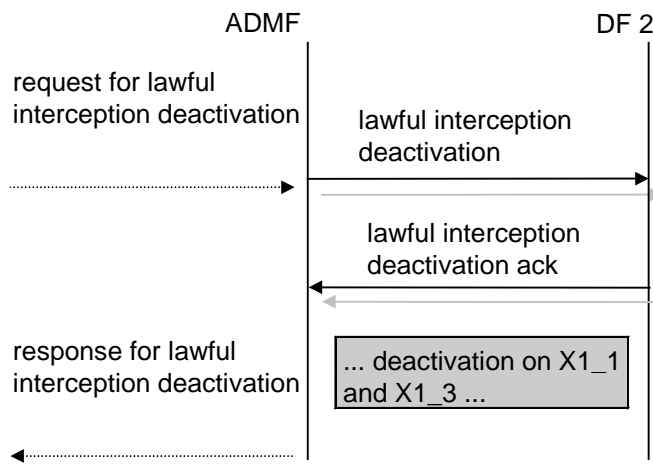 ADMF DF 2
request for lawful
interception deactivation
lawful interception
deactivation
lawful interception
deactivation ack
response for lawful
interception deactivation
... deactivation on X1_1
and X1_3 ...